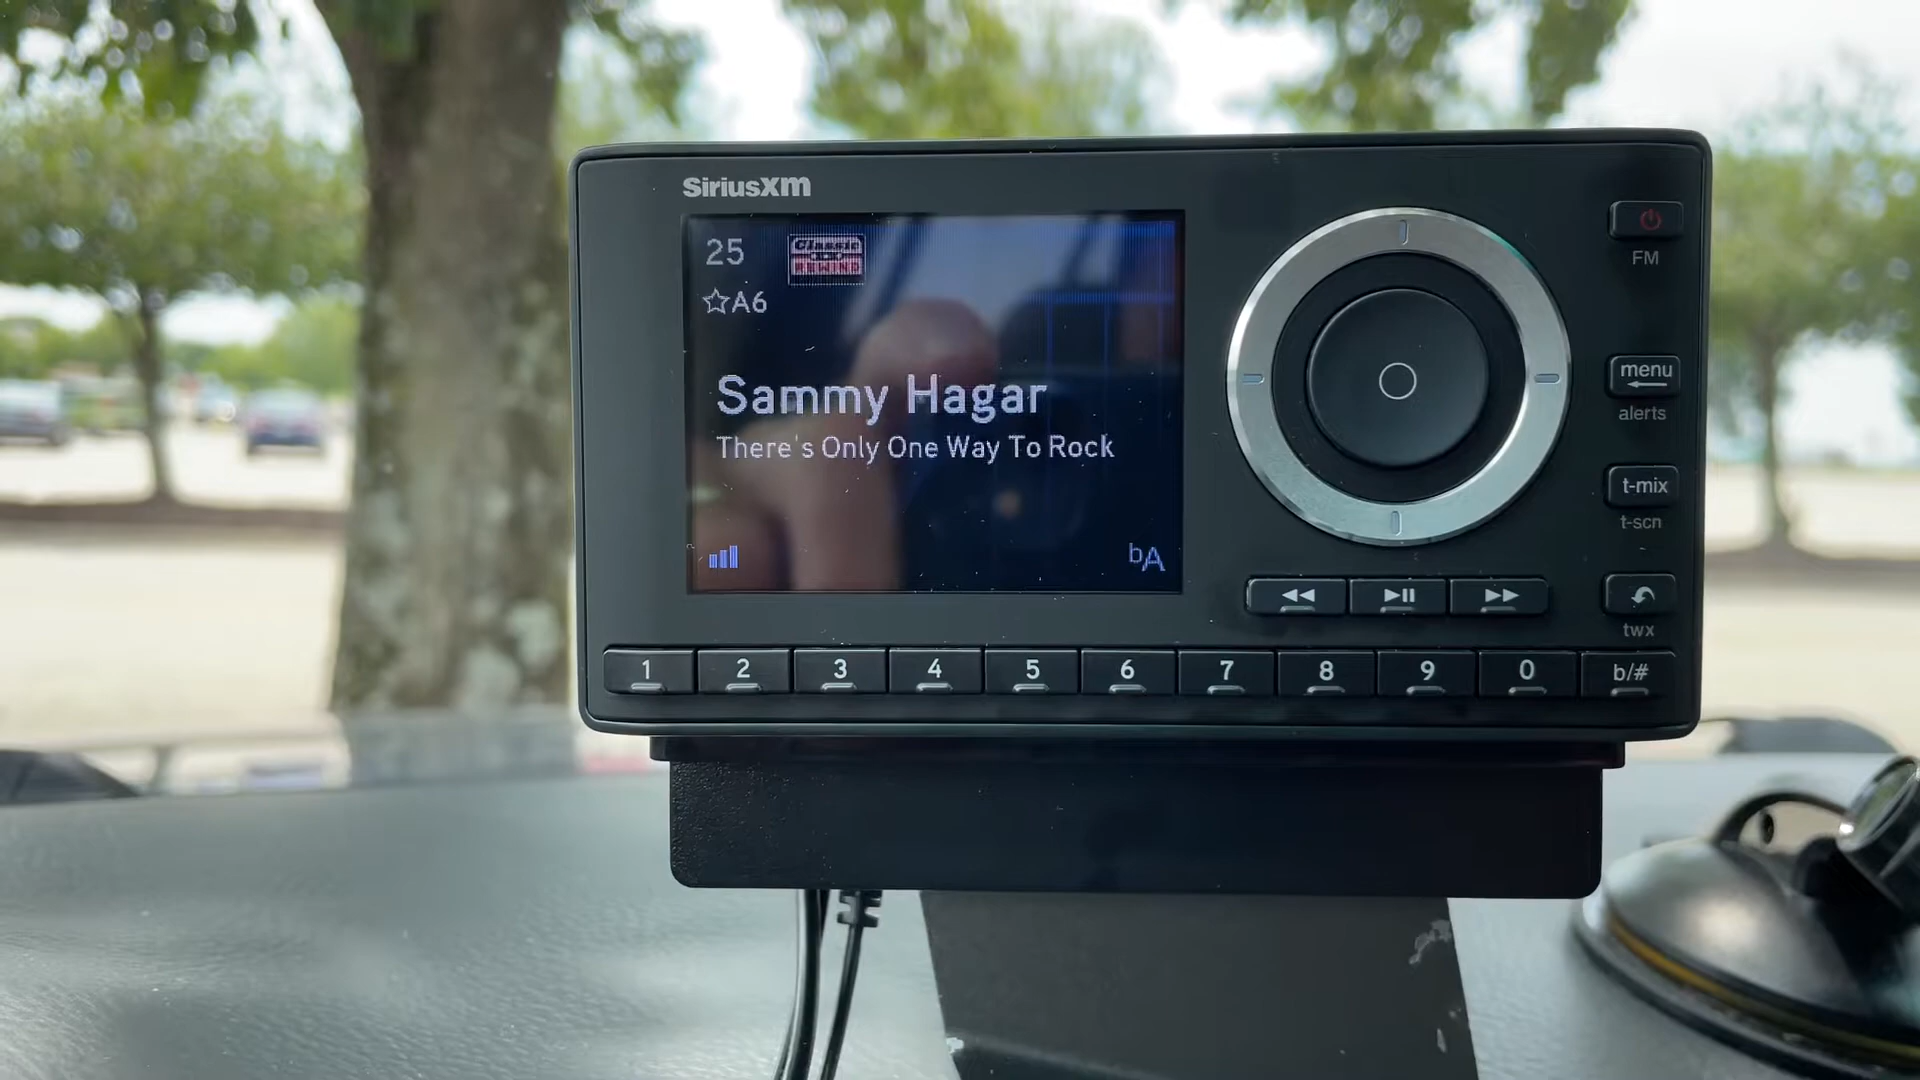 SiriusXM
25
CLASSIC
REWIND
☆A6
Sammy Hagar
There's Only One Way To Rock
bA
FM
menu
alerts
t-mix
t-scn
twx
1 2 3 4 5 6 7 8 9 0 b/#